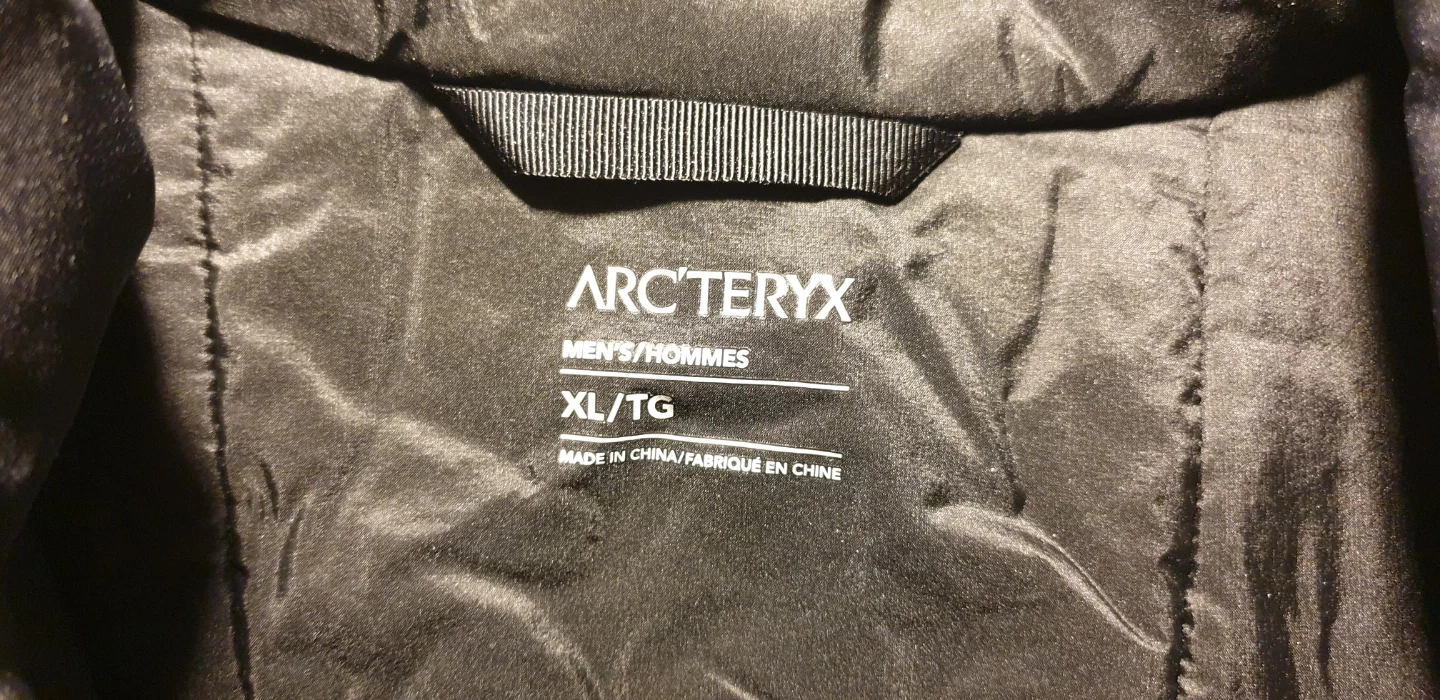 ARC'TERYX
MEN'S/HOMMES
XL/TG
MADE IN CHINA/FABRIQUÉ EN CHINE